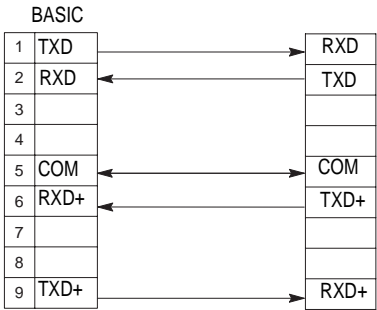 BASIC
1 TXD RXD
2 RXD TXD
3
4
5 COM COM
6 RXD+ TXD+
7
8
9 TXD+ RXD+